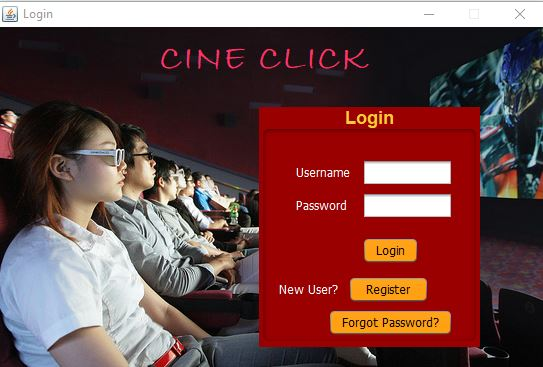 Login
CINE CLICK
Login
Username
Password
Login
New User? Register
Forgot Password?